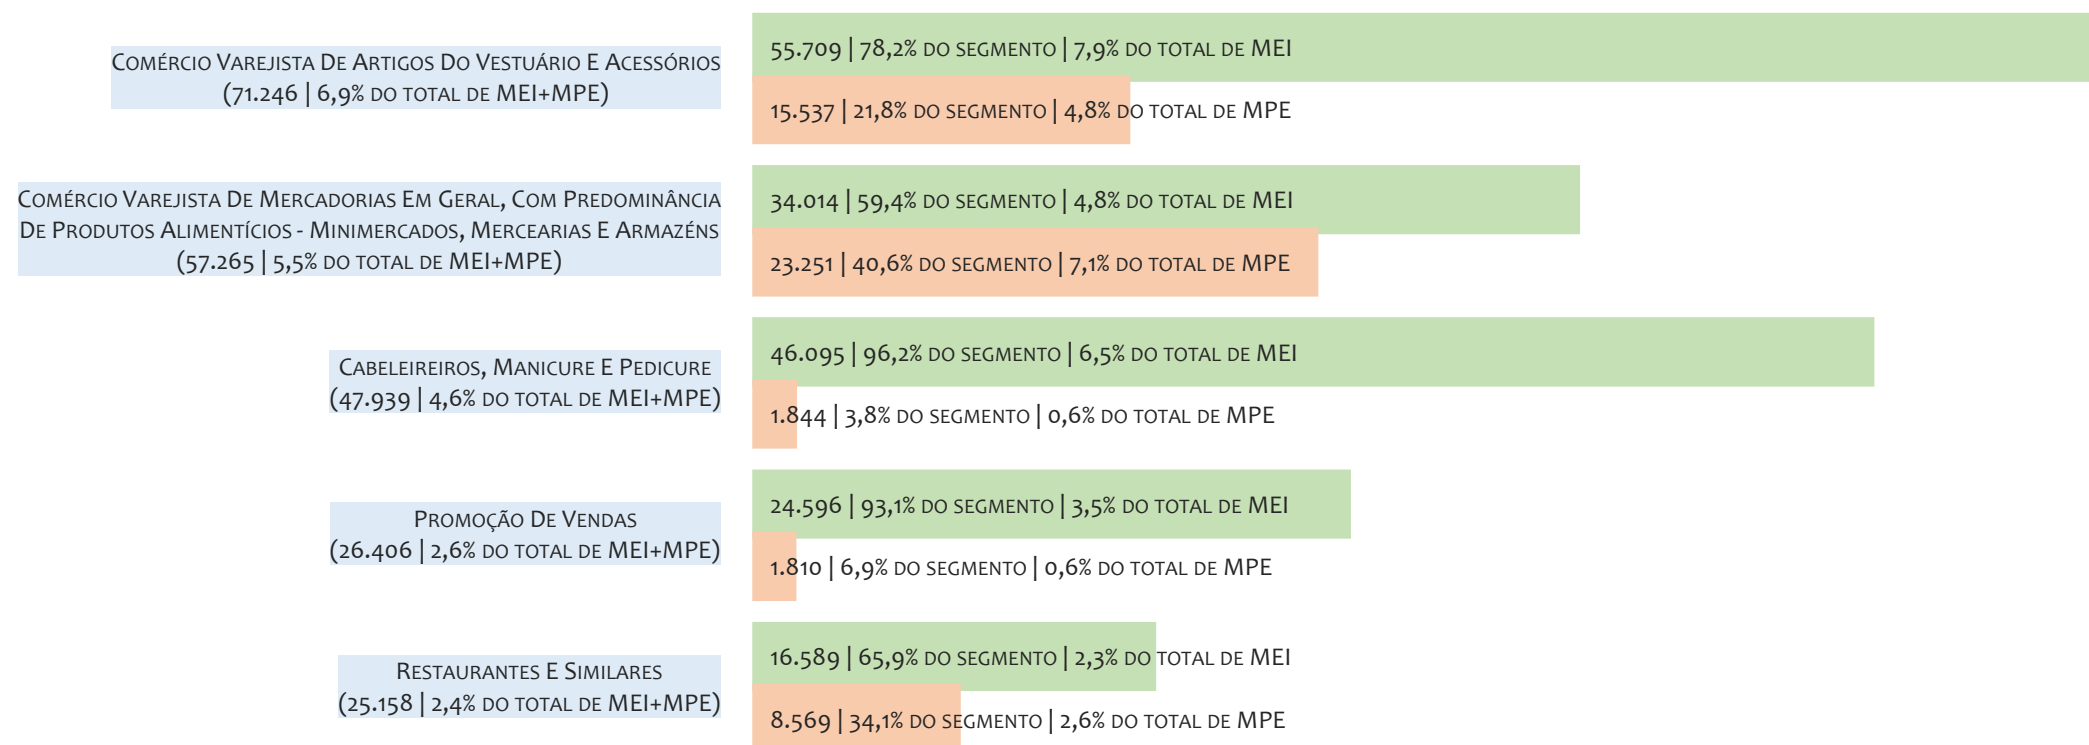 Comércio Varejista De Artigos Do Vestuário E Acessórios
(71.246 | 6,9% do total de MEI+MPE)
55.709 | 78,2% do segmento | 7,9% do total de MEI
15.537 | 21,8% do segmento | 4,8% do total de MPE
Comércio Varejista De Mercadorias Em Geral, Com Predominância
De Produtos Alimentícios - Minimercados, Mercearias E Armazéns
(57.265 | 5,5% do total de MEI+MPE)
34.014 | 59,4% do segmento | 4,8% do total de MEI
23.251 | 40,6% do segmento | 7,1% do total de MPE
Cabeleireiros, Manicure E Pedicure
(47.939 | 4,6% do total de MEI+MPE)
46.095 | 96,2% do segmento | 6,5% do total de MEI
1.844 | 3,8% do segmento | 0,6% do total de MPE
Promoção De Vendas
(26.406 | 2,6% do total de MEI+MPE)
24.596 | 93,1% do segmento | 3,5% do total de MEI
1.810 | 6,9% do segmento | 0,6% do total de MPE
Restaurantes E Similares
(25.158 | 2,4% do total de MEI+MPE)
16.589 | 65,9% do segmento | 2,3% do total de MEI
8.569 | 34,1% do segmento | 2,6% do total de MPE